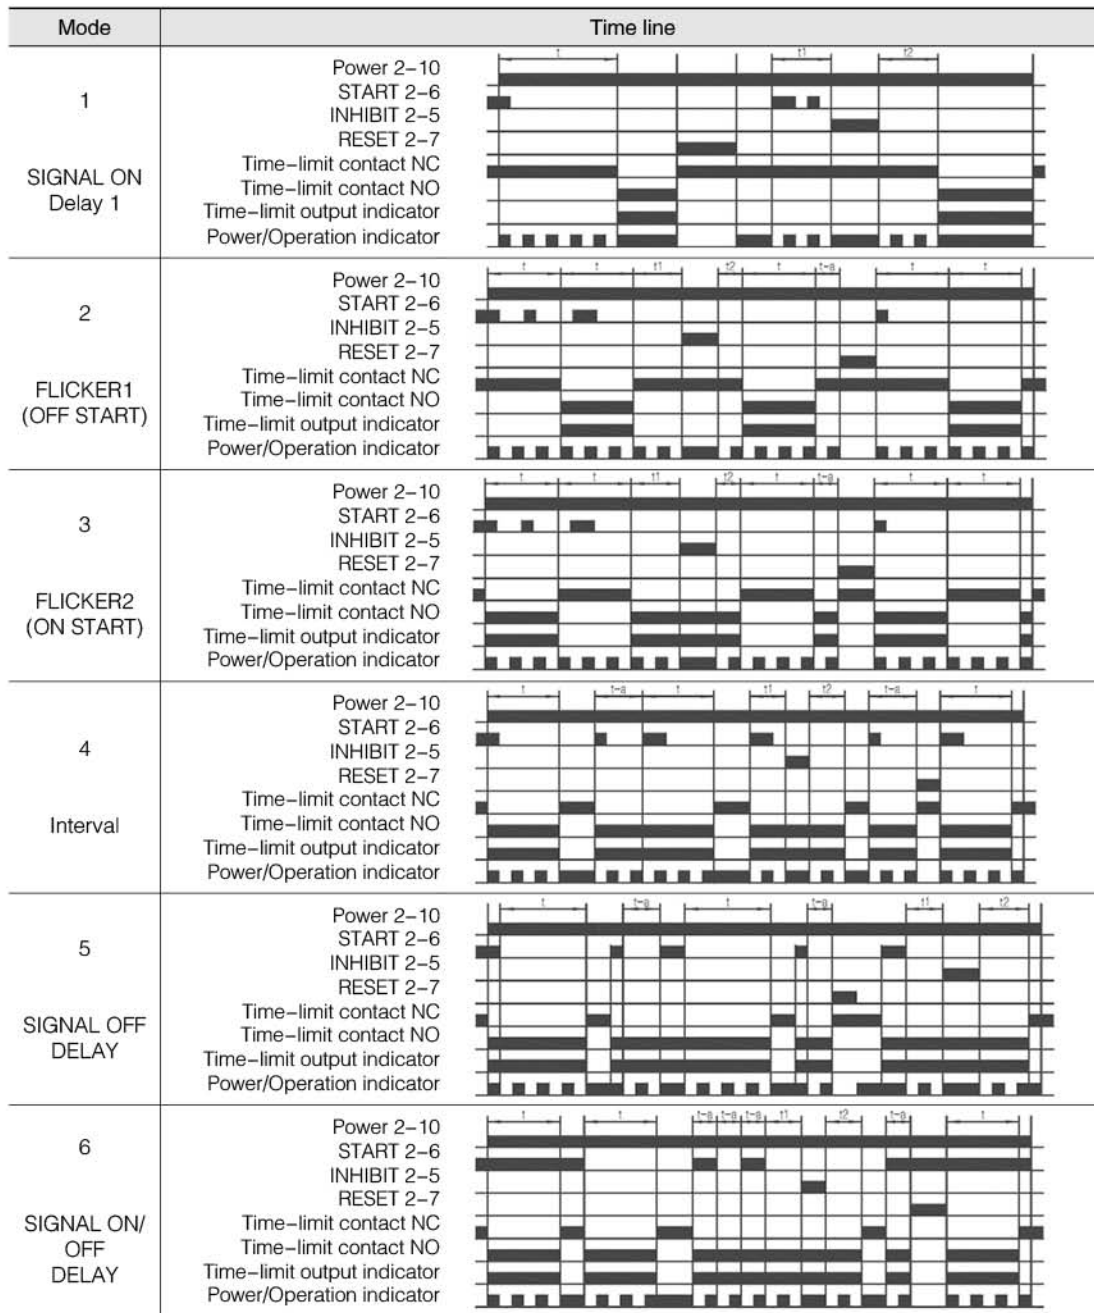 Mode Time line
1
SIGNAL ON
Delay 1
t t1 t2
Power 2-10
START 2-6
INHIBIT 2-5
RESET 2-7
Time-limit contact NC
Time-limit contact NO
Time-limit output indicator
Power/Operation indicator
2
FLICKER1
(OFF START)
t t t1 t2 t t-a t t
Power 2-10
START 2-6
INHIBIT 2-5
RESET 2-7
Time-limit contact NC
Time-limit contact NO
Time-limit output indicator
Power/Operation indicator
3
FLICKER2
(ON START)
t t t1 t2 t t-a t t
Power 2-10
START 2-6
INHIBIT 2-5
RESET 2-7
Time-limit contact NC
Time-limit contact NO
Time-limit output indicator
Power/Operation indicator
4
Interval
t t-a t t1 t2 t-a t
Power 2-10
START 2-6
INHIBIT 2-5
RESET 2-7
Time-limit contact NC
Time-limit contact NO
Time-limit output indicator
Power/Operation indicator
5
SIGNAL OFF
DELAY
t t-a t t-a t1 t2
Power 2-10
START 2-6
INHIBIT 2-5
RESET 2-7
Time-limit contact NC
Time-limit contact NO
Time-limit output indicator
Power/Operation indicator
6
SIGNAL ON/
OFF
DELAY
t t t-a t-a t-a t1 t2 t-a t
Power 2-10
START 2-6
INHIBIT 2-5
RESET 2-7
Time-limit contact NC
Time-limit contact NO
Time-limit output indicator
Power/Operation indicator